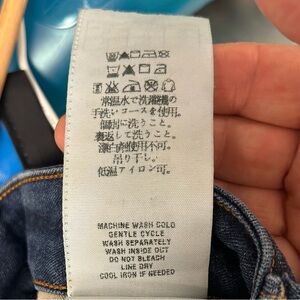 常温水で洗濯機の
手洗いコースを使用。
個別に洗うこと。
裏返して洗うこと。
漂白剤使用不可。
吊り干し。
低温アイロン可。
MACHINE WASH COLD
GENTLE CYCLE
WASH SEPARATELY
WASH INSIDE OUT
DO NOT BLEACH
LINE DRY
COOL IRON IF NEEDED